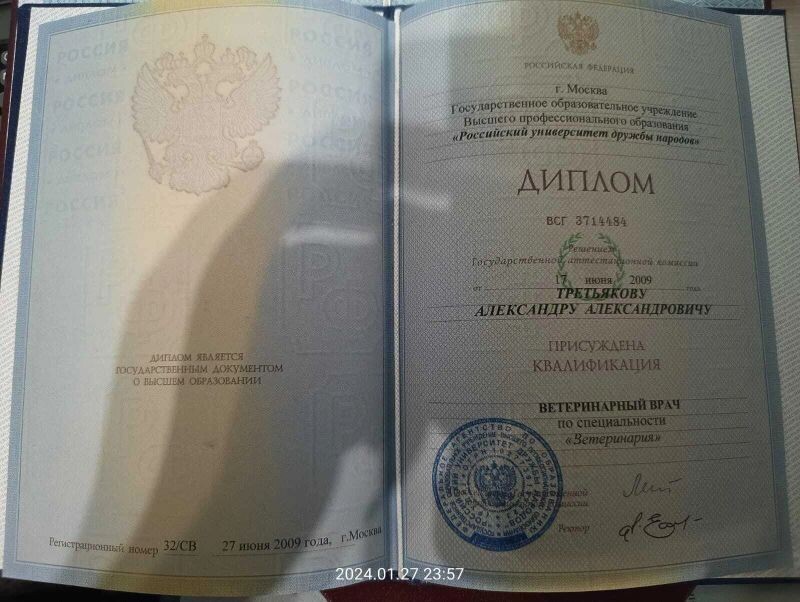 РОССИЯ
ДИПЛОМ
РОССИЯ
РОССИЯ
РОССИЯ
ДИПЛОМ ЯВЛЯЕТСЯ
ГОСУДАРСТВЕННЫМ ДОКУМЕНТОМ
О ВЫСШЕМ ОБРАЗОВАНИИ
Регистрационный номер 32/СВ 27 июня 2009 года, г.Москва
РОССИЙСКАЯ ФЕДЕРАЦИЯ
г. Москва
Государственное образовательное учреждение
Высшего профессионального образования
«Российский университет дружбы народов»
ДИПЛОМ
ВСГ 3714484
Решением
Государственной аттестационной комиссии
от 17 июня 2009 года
ТРЕТЬЯКОВУ
АЛЕКСАНДРУ АЛЕКСАНДРОВИЧУ
ПРИСУЖДЕНА
КВАЛИФИКАЦИЯ
ВЕТЕРИНАРНЫЙ ВРАЧ
по специальности
«Ветеринария»
Ректор
2024.01.27 23:57